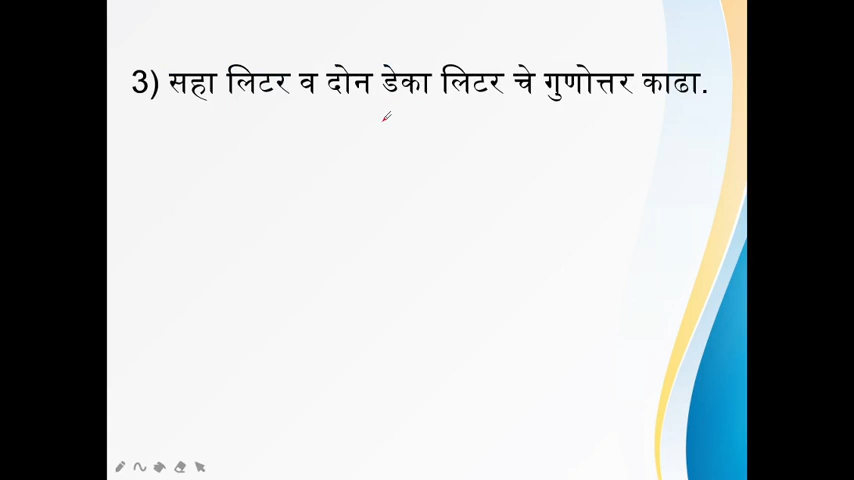 3) सहा लिटर व दोन डेका लिटर चे गुणोत्तर काढा.